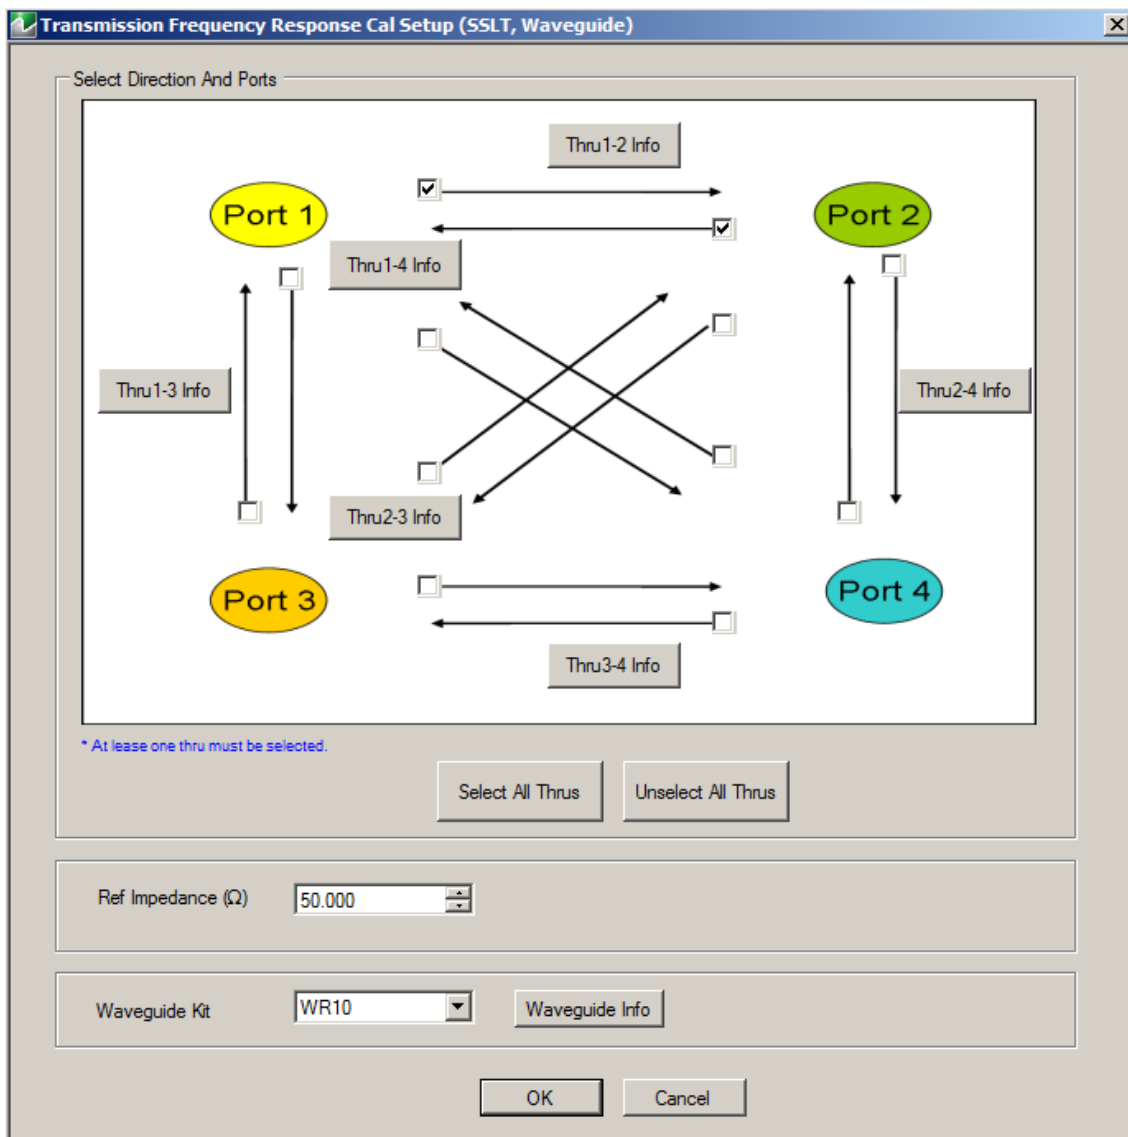 Transmission Frequency Response Cal Setup (SSLT, Waveguide)
Select Direction And Ports
Thru1-2 Info
Port 1
Port 2
Thru1-4 Info
Thru1-3 Info
Thru2-4 Info
Thru2-3 Info
Port 3
Port 4
Thru3-4 Info
* At lease one thru must be selected.
Select All Thrus
Unselect All Thrus
Ref Impedance (Ω)
50.000
Waveguide Kit
WR10
Waveguide Info
OK
Cancel